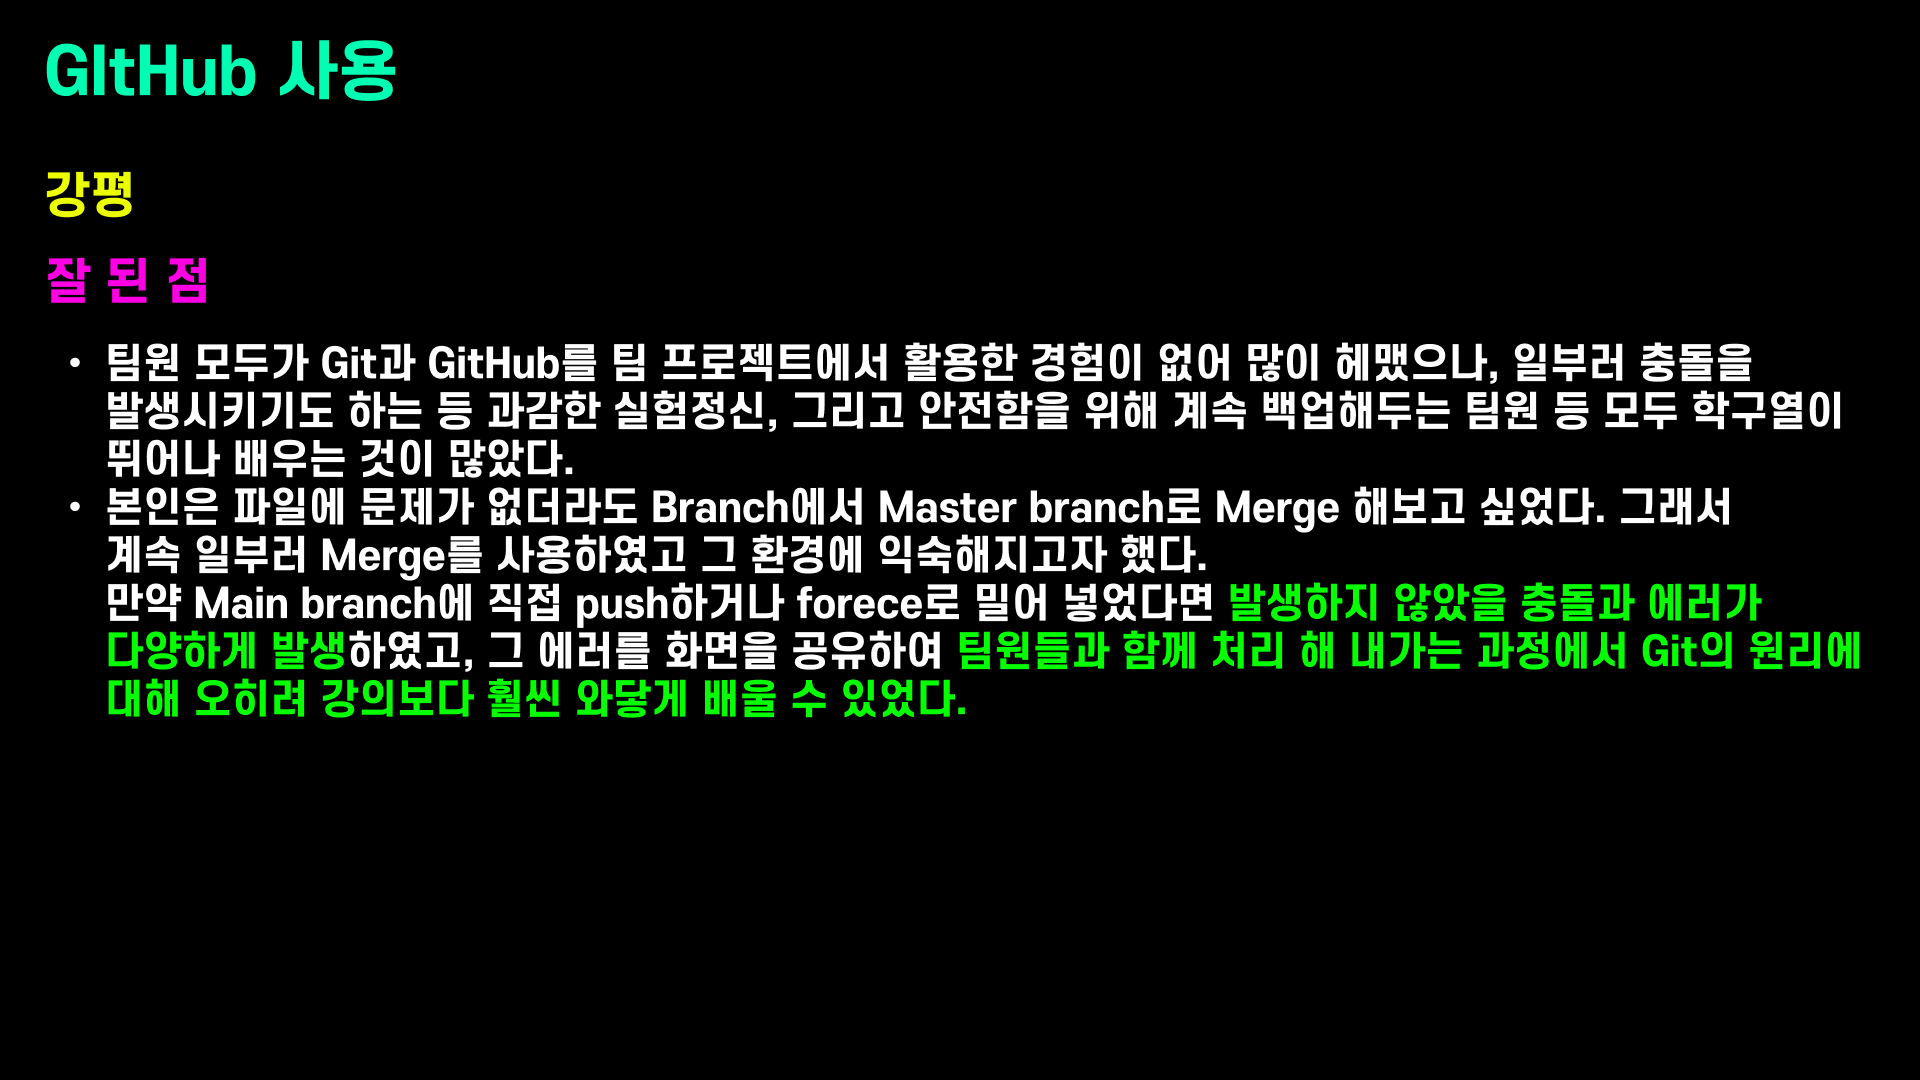 GItHub 사용
강평
잘 된 점
• 팀원 모두가 Git과 GitHub를 팀 프로젝트에서 활용한 경험이 없어 많이 헤맸으나, 일부러 충돌을
발생시키기도 하는 등 과감한 실험정신, 그리고 안전함을 위해 계속 백업해두는 팀원 등 모두 학구열이
뛰어나 배우는 것이 많았다.
• 본인은 파일에 문제가 없더라도 Branch에서 Master branch로 Merge 해보고 싶었다. 그래서
계속 일부러 Merge를 사용하였고 그 환경에 익숙해지고자 했다.
만약 Main branch에 직접 push하거나 forece로 밀어 넣었다면 발생하지 않았을 충돌과 에러가
다양하게 발생하였고, 그 에러를 화면을 공유하여 팀원들과 함께 처리 해 내가는 과정에서 Git의 원리에
대해 오히려 강의보다 훨씬 와닿게 배울 수 있었다.